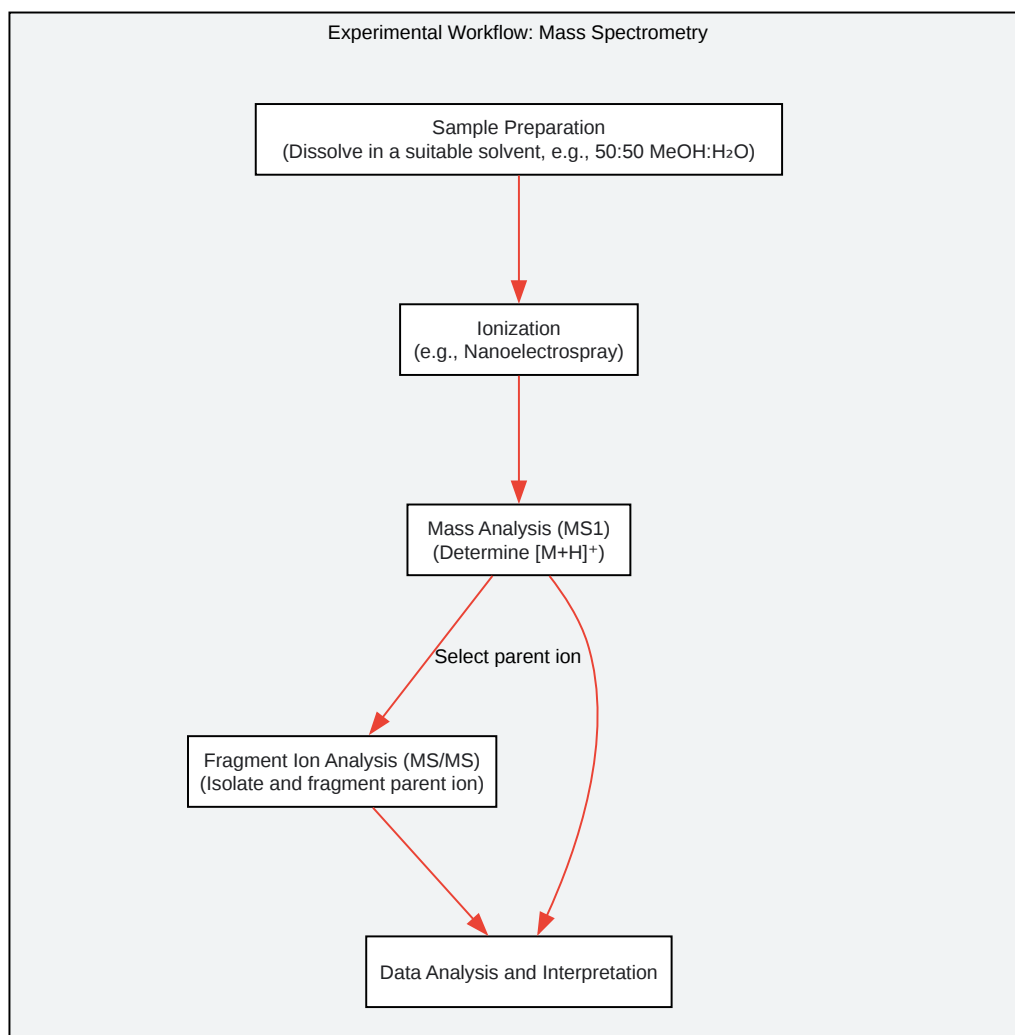 Experimental Workflow: Mass Spectrometry
Sample Preparation
(Dissolve in a suitable solvent, e.g., 50:50 MeOH:H₂O)
Ionization
(e.g., Nanoelectrospray)
Mass Analysis (MS1)
(Determine [M+H]⁺)
Select parent ion
Fragment Ion Analysis (MS/MS)
(Isolate and fragment parent ion)
Data Analysis and Interpretation